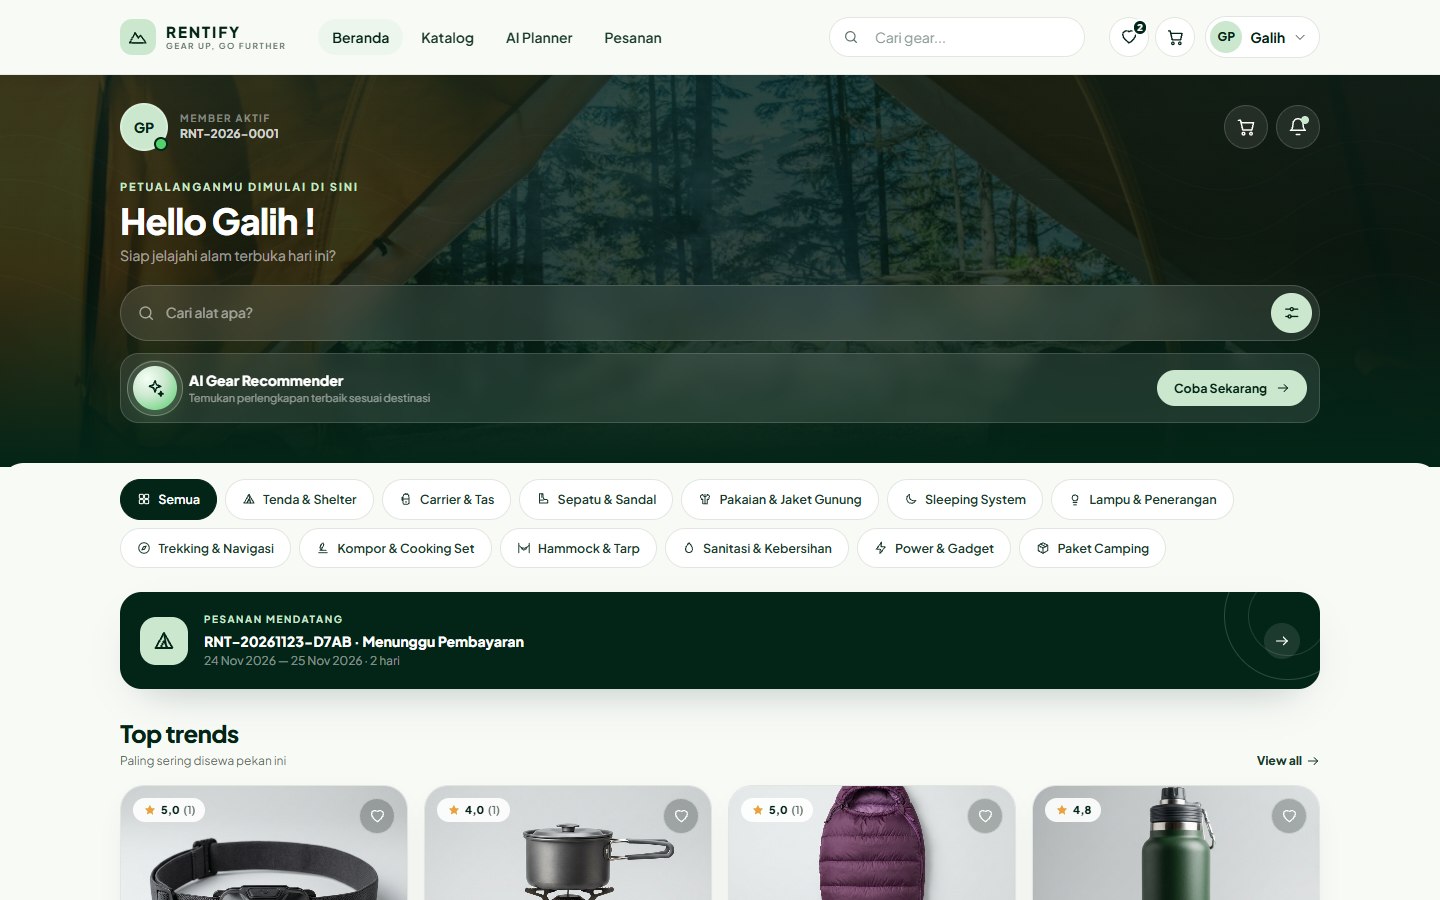 RENTIFY
GEAR UP, GO FURTHER
Beranda
Katalog
AI Planner
Pesanan
Cari gear...
2
GP
Galih
GP
MEMBER AKTIF
RNT-2026-0001
PETUALANGANMU DIMULAI DI SINI
Hello Galih !
Siap jelajahi alam terbuka hari ini?
Cari alat apa?
AI Gear Recommender
Temukan perlengkapan terbaik sesuai destinasi
Coba Sekarang
Semua
Tenda & Shelter
Carrier & Tas
Sepatu & Sandal
Pakaian & Jaket Gunung
Sleeping System
Lampu & Penerangan
Trekking & Navigasi
Kompor & Cooking Set
Hammock & Tarp
Sanitasi & Kebersihan
Power & Gadget
Paket Camping
PESANAN MENDATANG
RNT-20261123-D7AB · Menunggu Pembayaran
24 Nov 2026 — 25 Nov 2026 · 2 hari
Top trends
Paling sering disewa pekan ini
View all
5,0 (1)
4,0 (1)
5,0 (1)
4,8